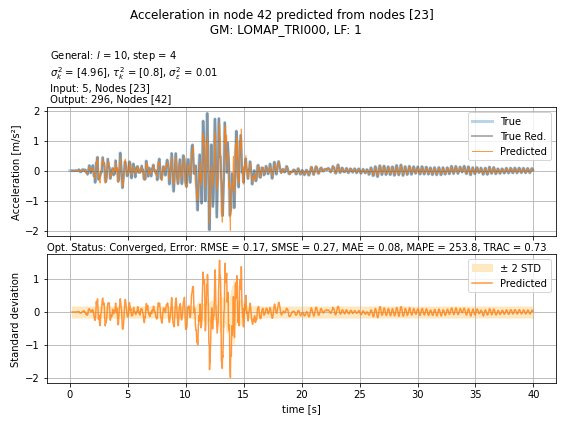 Acceleration in node 42 predicted from nodes [23]
GM: LOMAP_TRI000, LF: 1
General: l = 10, step = 4
σ²ₖ = [4.96], τ²ₖ = [0.8], σ²ε = 0.01
Input: 5, Nodes [23]
Output: 296, Nodes [42]
Acceleration [m/s²]
2
1
0
−1
−2
True
True Red.
Predicted
Opt. Status: Converged, Error: RMSE = 0.17, SMSE = 0.27, MAE = 0.08, MAPE = 253.8, TRAC = 0.73
Standard deviation
1
0
−1
−2
± 2 STD
Predicted
0 5 10 15 20 25 30 35 40
time [s]